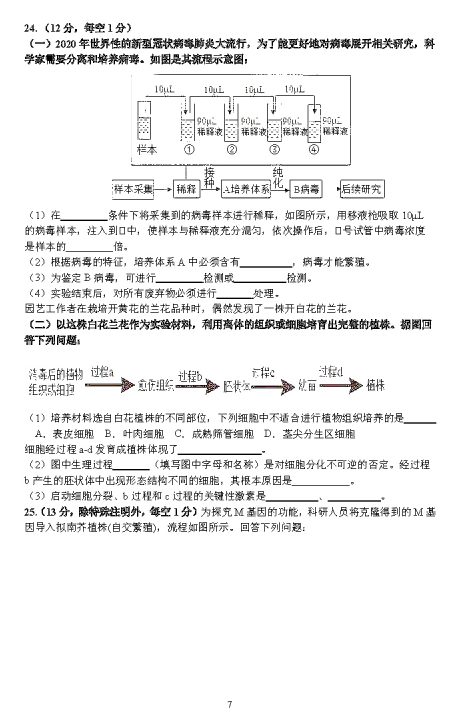 24.（12分，每空1分）
（一）2020年世界性的新型冠状病毒肺炎大流行，为了能更好地对病毒展开相关研究，科
学家需要分离和培养病毒。如图是其流程示意图：
10μL 10μL 10μL 10μL
90μL 稀释液 90μL 稀释液 90μL 稀释液 90μL 稀释液
样本 ① ② ③ ④
接种 纯化
样本采集 稀释 A培养体系 B病毒 后续研究
（1）在________条件下将采集到的病毒样本进行稀释，如图所示，用移液枪吸取10μL
的病毒样本，注入到①中，使样本与稀释液充分混匀，依次操作后，④号试管中病毒浓度
是样本的________倍。
（2）根据病毒的特征，培养体系A中必须含有________，病毒才能繁殖。
（3）为鉴定B病毒，可进行________检测或________检测。
（4）实验结束后，对所有废弃物必须进行______处理。
园艺工作者在栽培开黄花的兰花品种时，偶然发现了一株开白花的兰花。
（二）以这株白花兰花作为实验材料，利用离体的组织或细胞培育出完整的植株。据图回
答下列问题：
消毒后的植物组织或细胞 过程a 愈伤组织 过程b 胚状体 过程c 幼苗 过程d 植株
（1）培养材料选自白花植株的不同部位，下列细胞中不适合进行植物组织培养的是______
A．表皮细胞 B．叶肉细胞 C．成熟筛管细胞 D．茎尖分生区细胞
细胞经过程a-d发育成植株体现了______________。
（2）图中生理过程______（填写图中字母和名称）是对细胞分化不可逆的否定。经过程
b产生的胚状体中出现形态结构不同的细胞，其根本原因是__________。
（3）启动细胞分裂、b过程和c过程的关键性激素是________、________。
25.（13分，除特殊注明外，每空1分）为探究M基因的功能，科研人员将克隆得到的M基
因导入拟南芥植株(自交繁殖)，流程如图所示。回答下列问题：
7